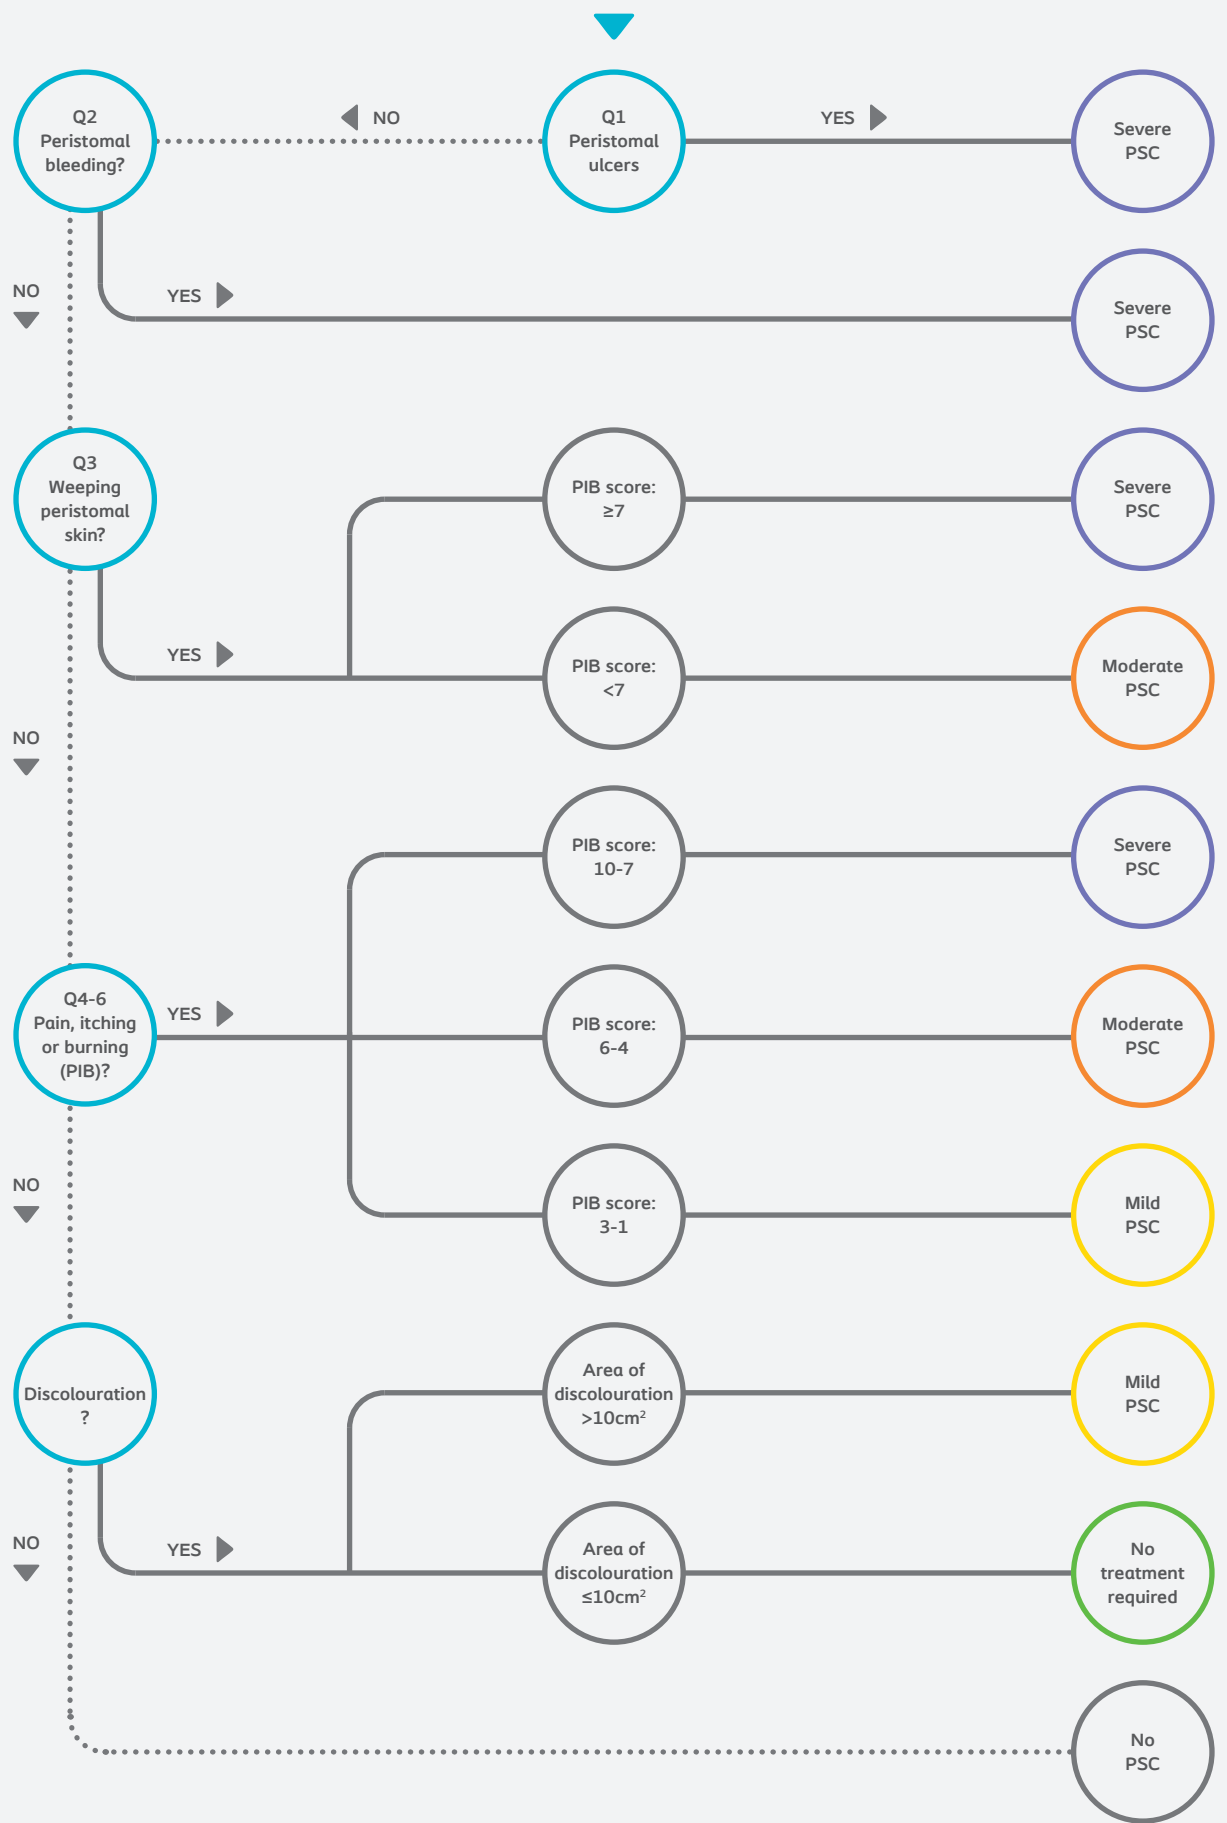 Q2
Peristomal
bleeding?
NO
Q1
Peristomal
ulcers
YES
Severe
PSC
NO
YES
Severe
PSC
Q3
Weeping
peristomal
skin?
PIB score:
≥7
Severe
PSC
YES
PIB score:
<7
Moderate
PSC
NO
PIB score:
10-7
Severe
PSC
Q4-6
Pain, itching
or burning
(PIB)?
YES
PIB score:
6-4
Moderate
PSC
NO
PIB score:
3-1
Mild
PSC
Discolouration
?
Area of
discolouration
>10cm²
Mild
PSC
NO
YES
Area of
discolouration
≤10cm²
No
treatment
required
No
PSC